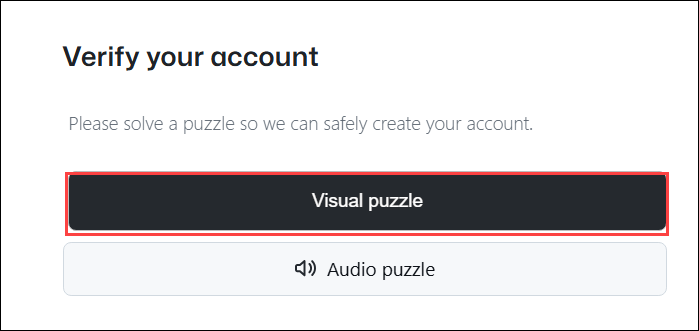 Verify your account
Please solve a puzzle so we can safely create your account.
Visual puzzle
Audio puzzle